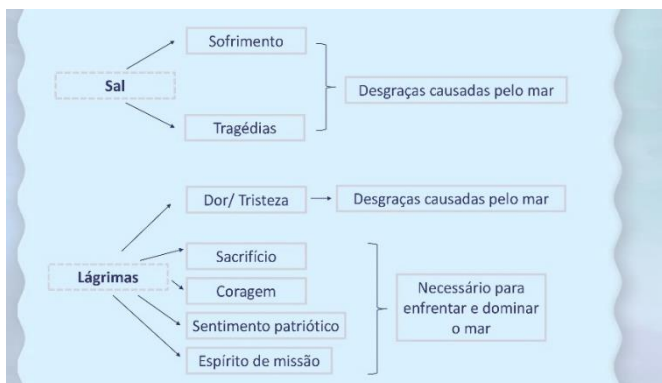 Sal
Sofrimento
Tragédias
Desgraças causadas pelo mar
Lágrimas
Dor/ Tristeza
Desgraças causadas pelo mar
Sacrifício
Coragem
Sentimento patriótico
Espírito de missão
Necessário para
enfrentar e dominar
o mar